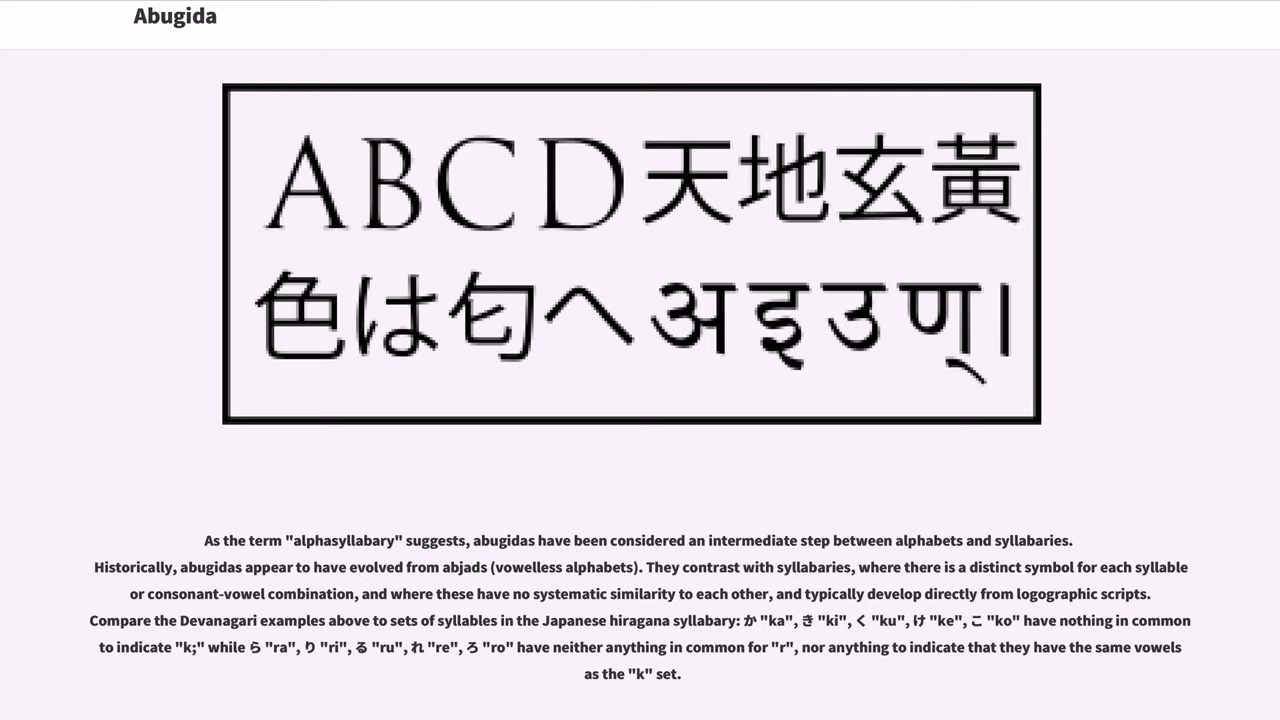 Abugida
ABCD天地玄黃
色は匂へअइउण्।
As the term "alphasyllabary" suggests, abugidas have been considered an intermediate step between alphabets and syllabaries.
Historically, abugidas appear to have evolved from abjads (vowelless alphabets). They contrast with syllabaries, where there is a distinct symbol for each syllable
or consonant-vowel combination, and where these have no systematic similarity to each other, and typically develop directly from logographic scripts.
Compare the Devanagari examples above to sets of syllables in the Japanese hiragana syllabary: か "ka", き "ki", く "ku", け "ke", こ "ko" have nothing in common
to indicate "k;" while ら "ra", り "ri", る "ru", れ "re", ろ "ro" have neither anything in common for "r", nor anything to indicate that they have the same vowels
as the "k" set.